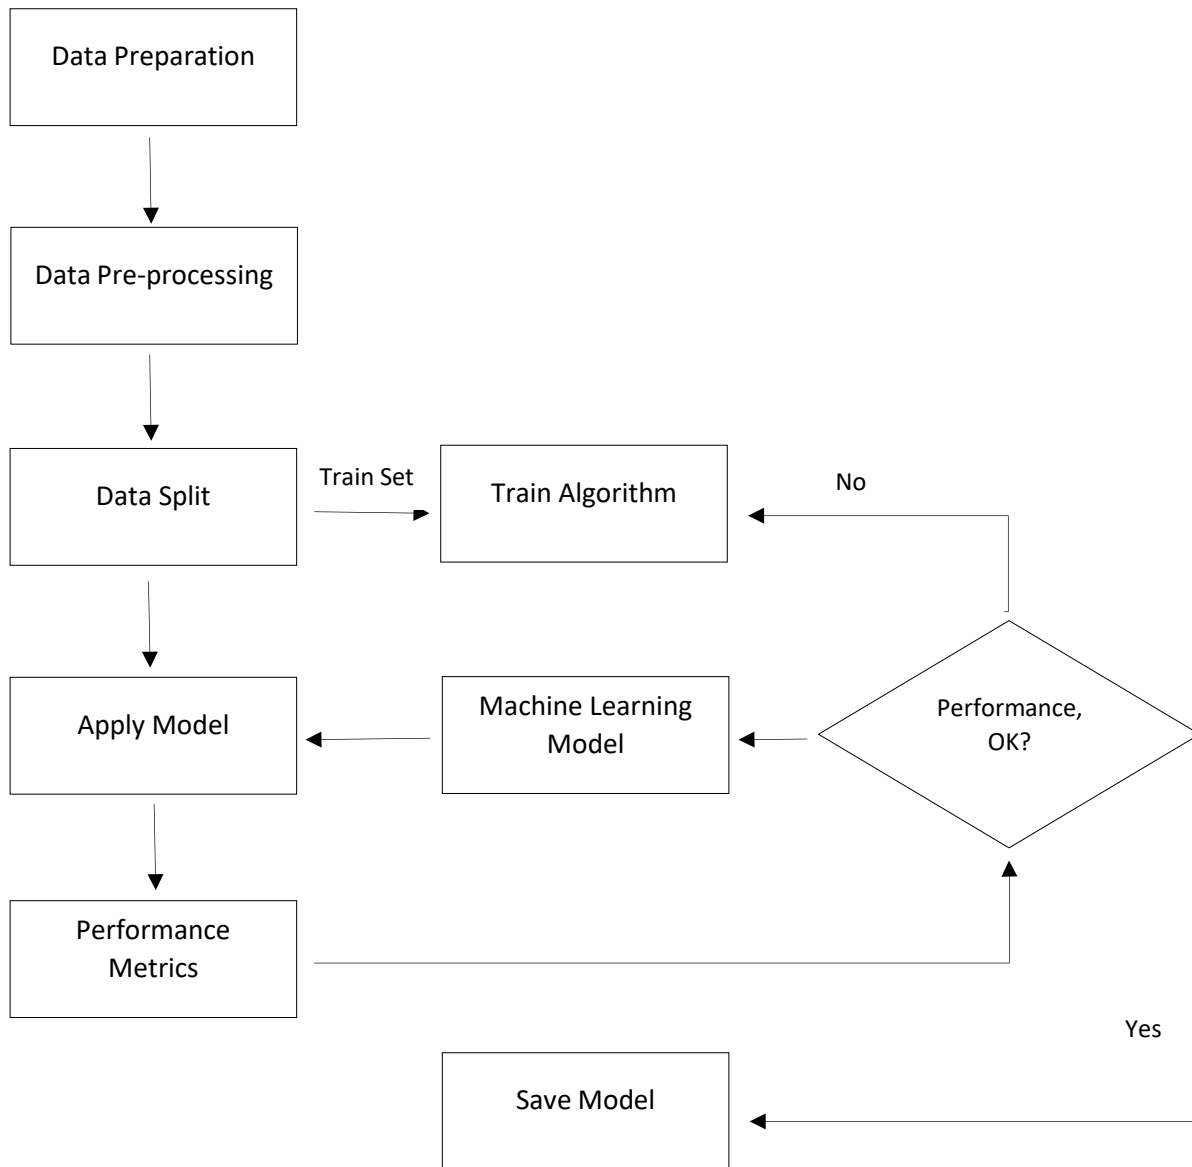 Data Preparation
Data Pre-processing
Data Split
Train Set
Train Algorithm
No
Apply Model
Machine Learning
Model
Performance,
OK?
Performance
Metrics
Yes
Save Model